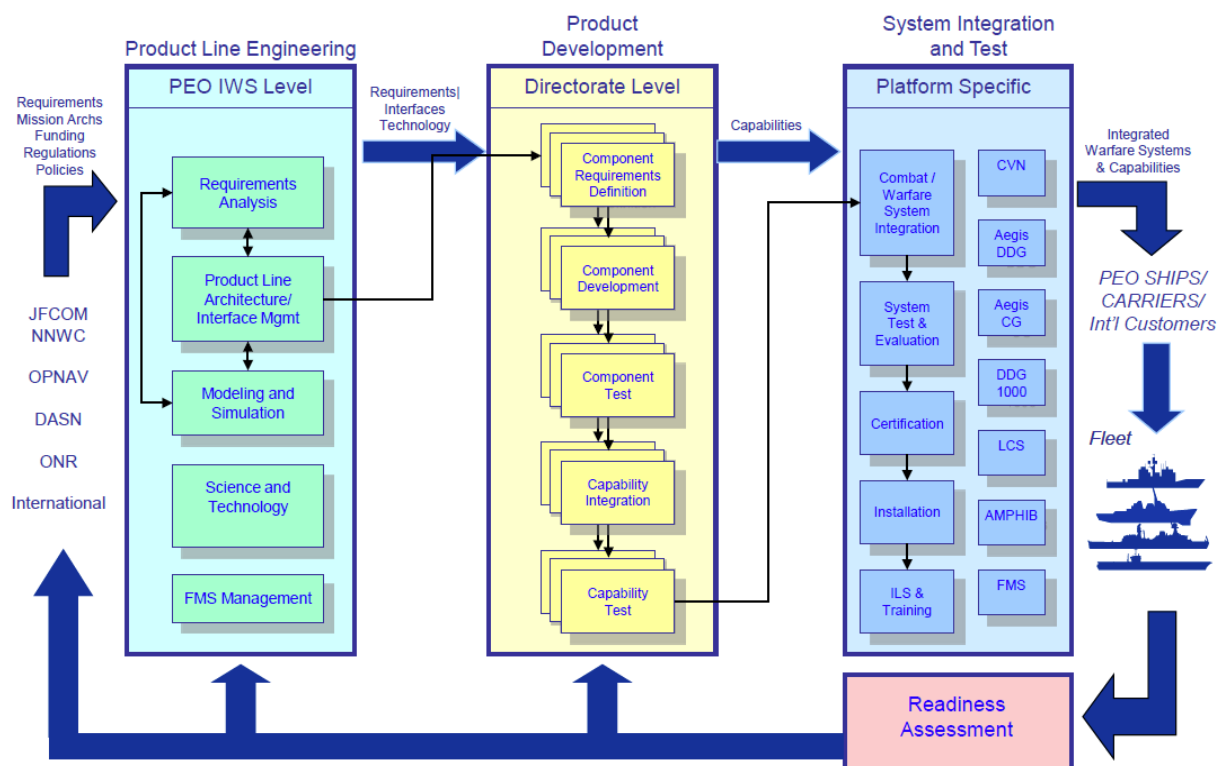 Product Line Engineering
PEO IWS Level
Requirements
Mission Archs
Funding
Regulations
Policies
JFCOM
NNWC
OPNAV
DASN
ONR
International
Requirements
Analysis
Product Line
Architecture/
Interface Mgmt
Modeling and
Simulation
Science and
Technology
FMS Management
Requirements|
Interfaces
Technology
Product
Development
Directorate Level
Component
Requirements
Definition
Component
Development
Component
Test
Capability
Integration
Capability
Test
Capabilities
System Integration
and Test
Platform Specific
Combat /
Warfare
System
Integration
System
Test &
Evaluation
Certification
Installation
ILS &
Training
CVN
Aegis
DDG
Aegis
CG
DDG
1000
LCS
AMPHIB
FMS
Integrated
Warfare Systems
& Capabilities
PEO SHIPS/
CARRIERS/
Int'l Customers
Fleet
Readiness
Assessment